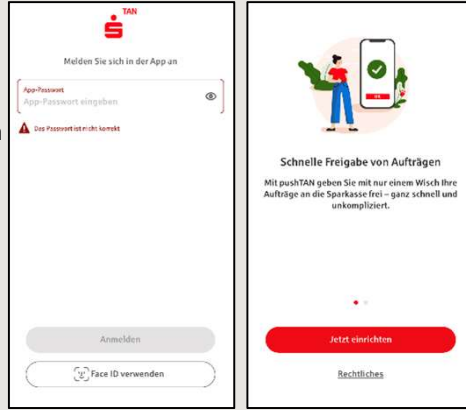 TAN
Melden Sie sich in der App an
App-Passwort
App-Passwort eingeben
Das Passwort ist nicht korrekt
Anmelden
Face ID verwenden
Schnelle Freigabe von Aufträgen
Mit pushTAN geben Sie mit nur einem Wisch Ihre
Aufträge an die Sparkasse frei – ganz schnell und
unkompliziert.
Jetzt einrichten
Rechtliches